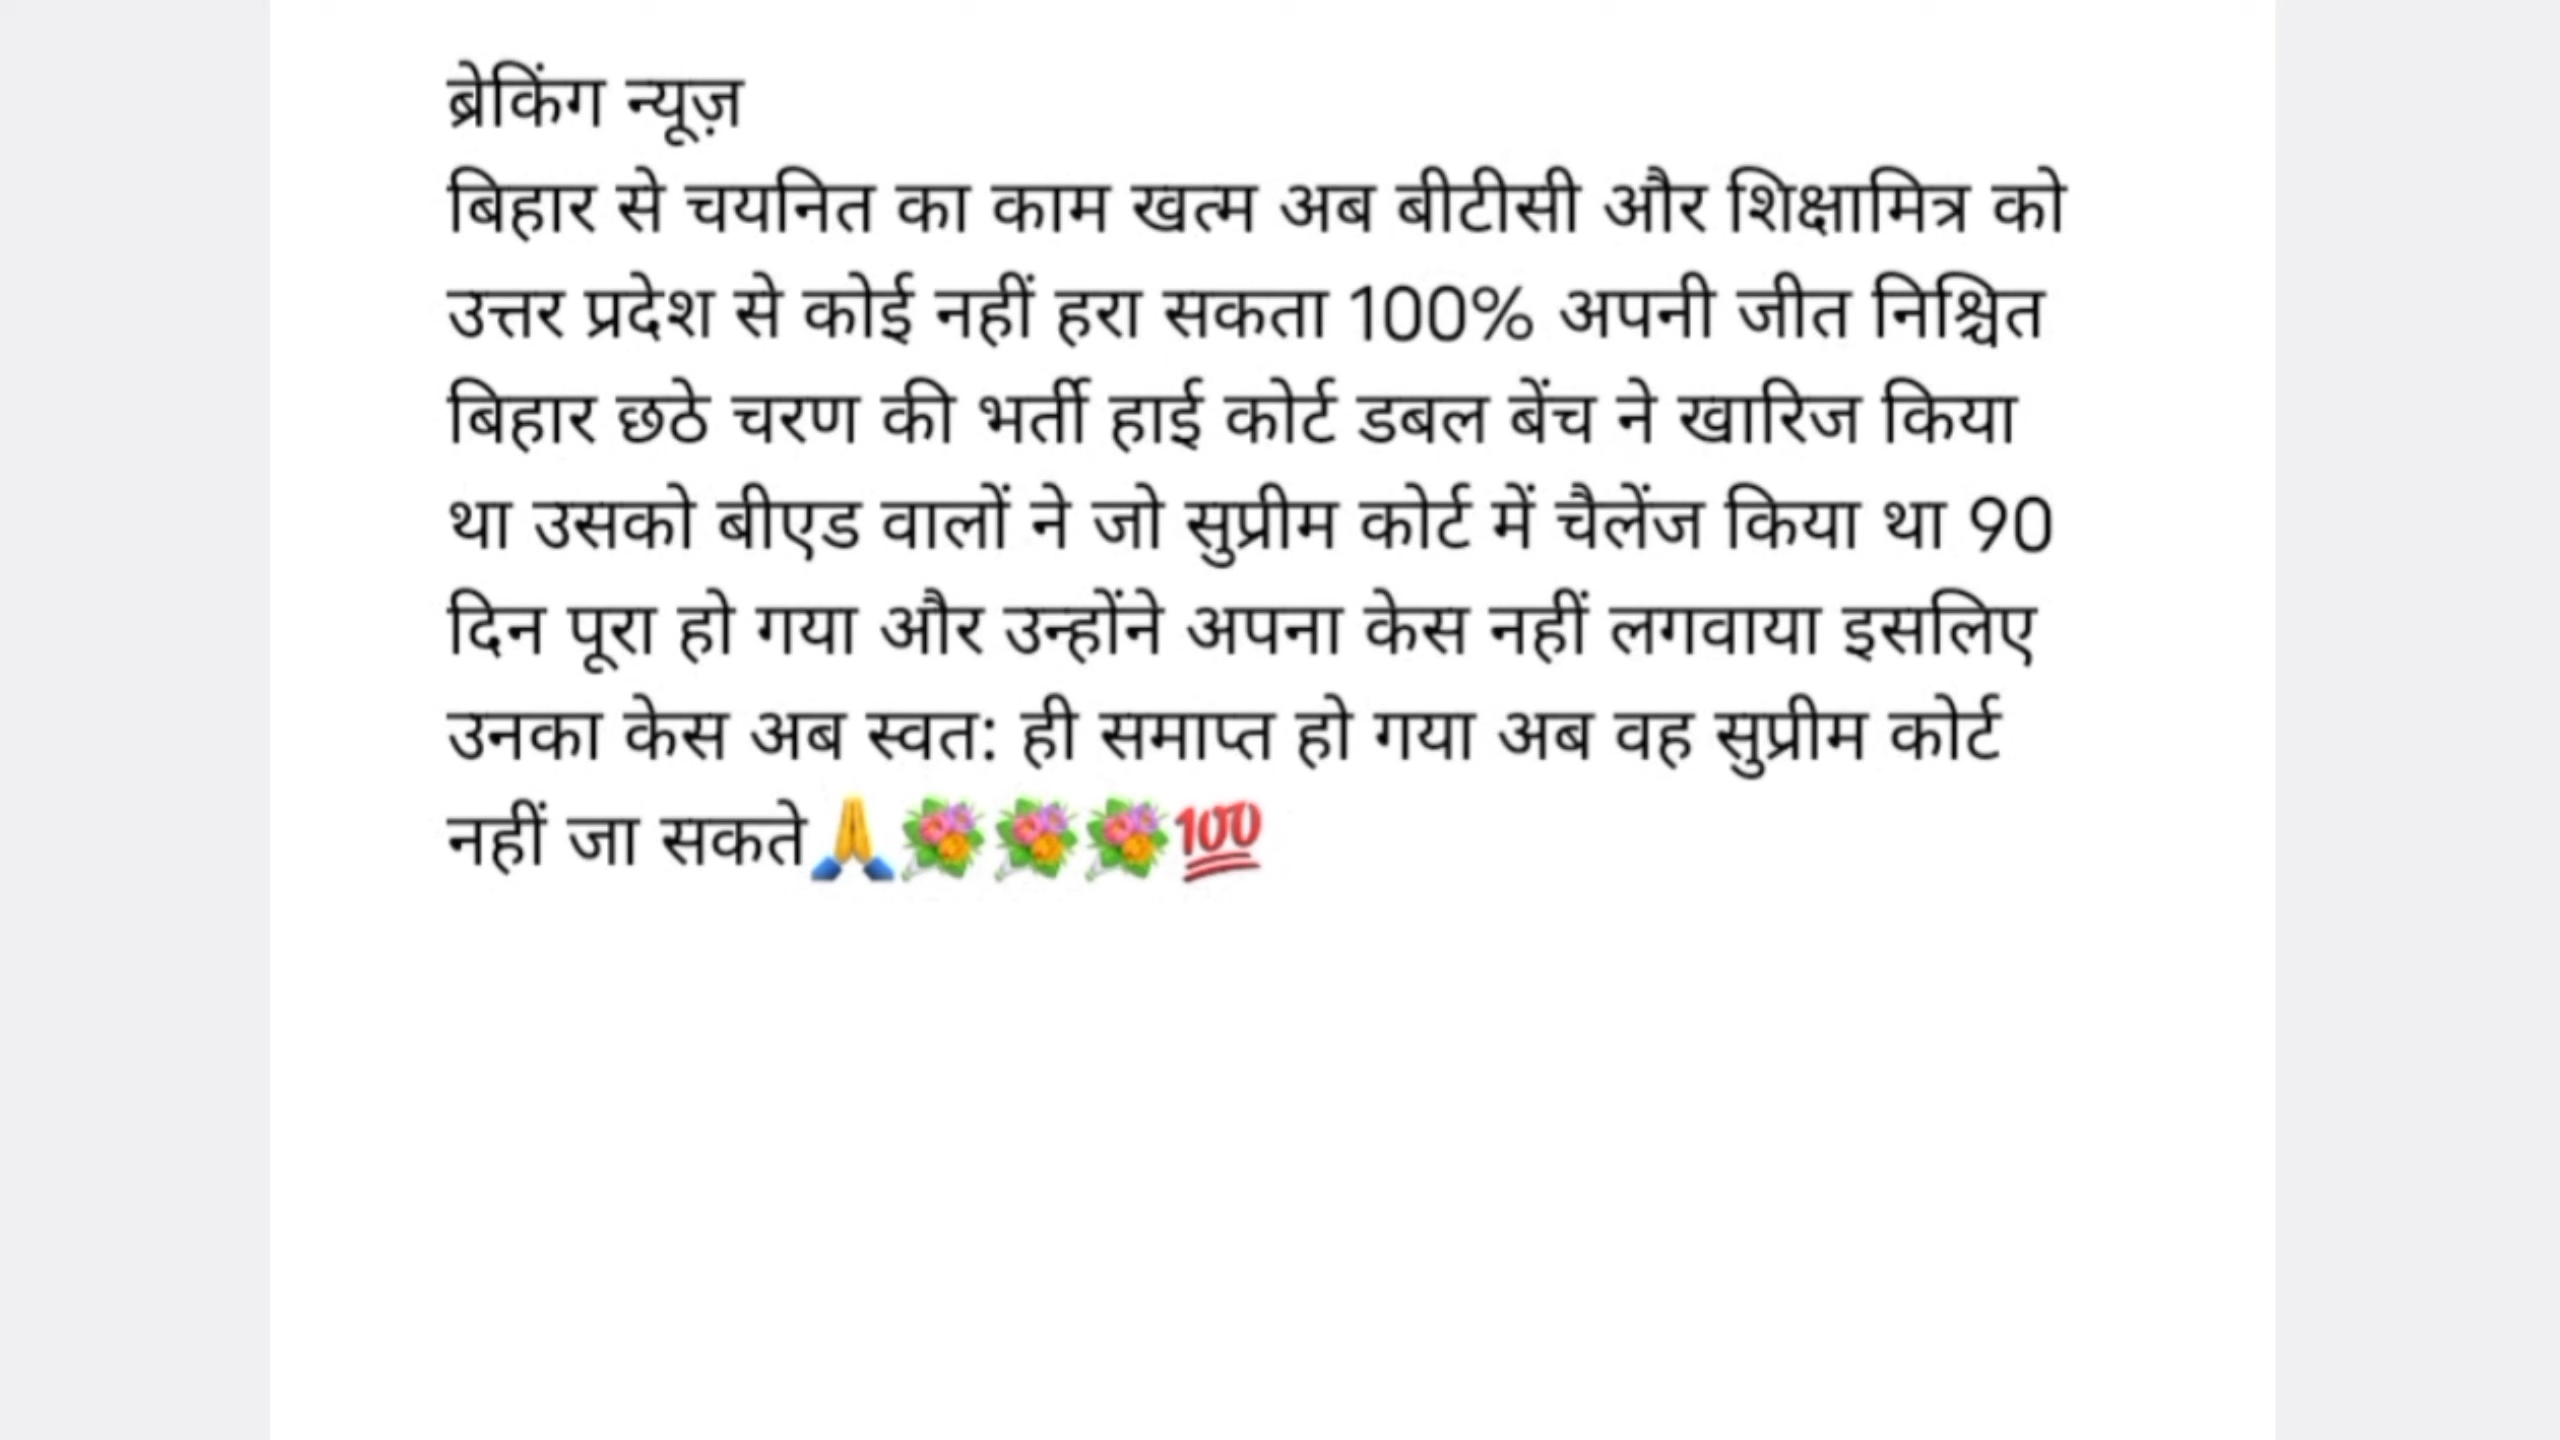 ब्रेकिंग न्यूज़
बिहार से चयनित का काम खत्म अब बीटीसी और शिक्षामित्र को
उत्तर प्रदेश से कोई नहीं हरा सकता 100% अपनी जीत निश्चित
बिहार छठे चरण की भर्ती हाई कोर्ट डबल बेंच ने खारिज किया
था उसको बीएड वालों ने जो सुप्रीम कोर्ट में चैलेंज किया था 90
दिन पूरा हो गया और उन्होंने अपना केस नहीं लगवाया इसलिए
उनका केस अब स्वत: ही समाप्त हो गया अब वह सुप्रीम कोर्ट
नहीं जा सकते🙏💐💐💐💯